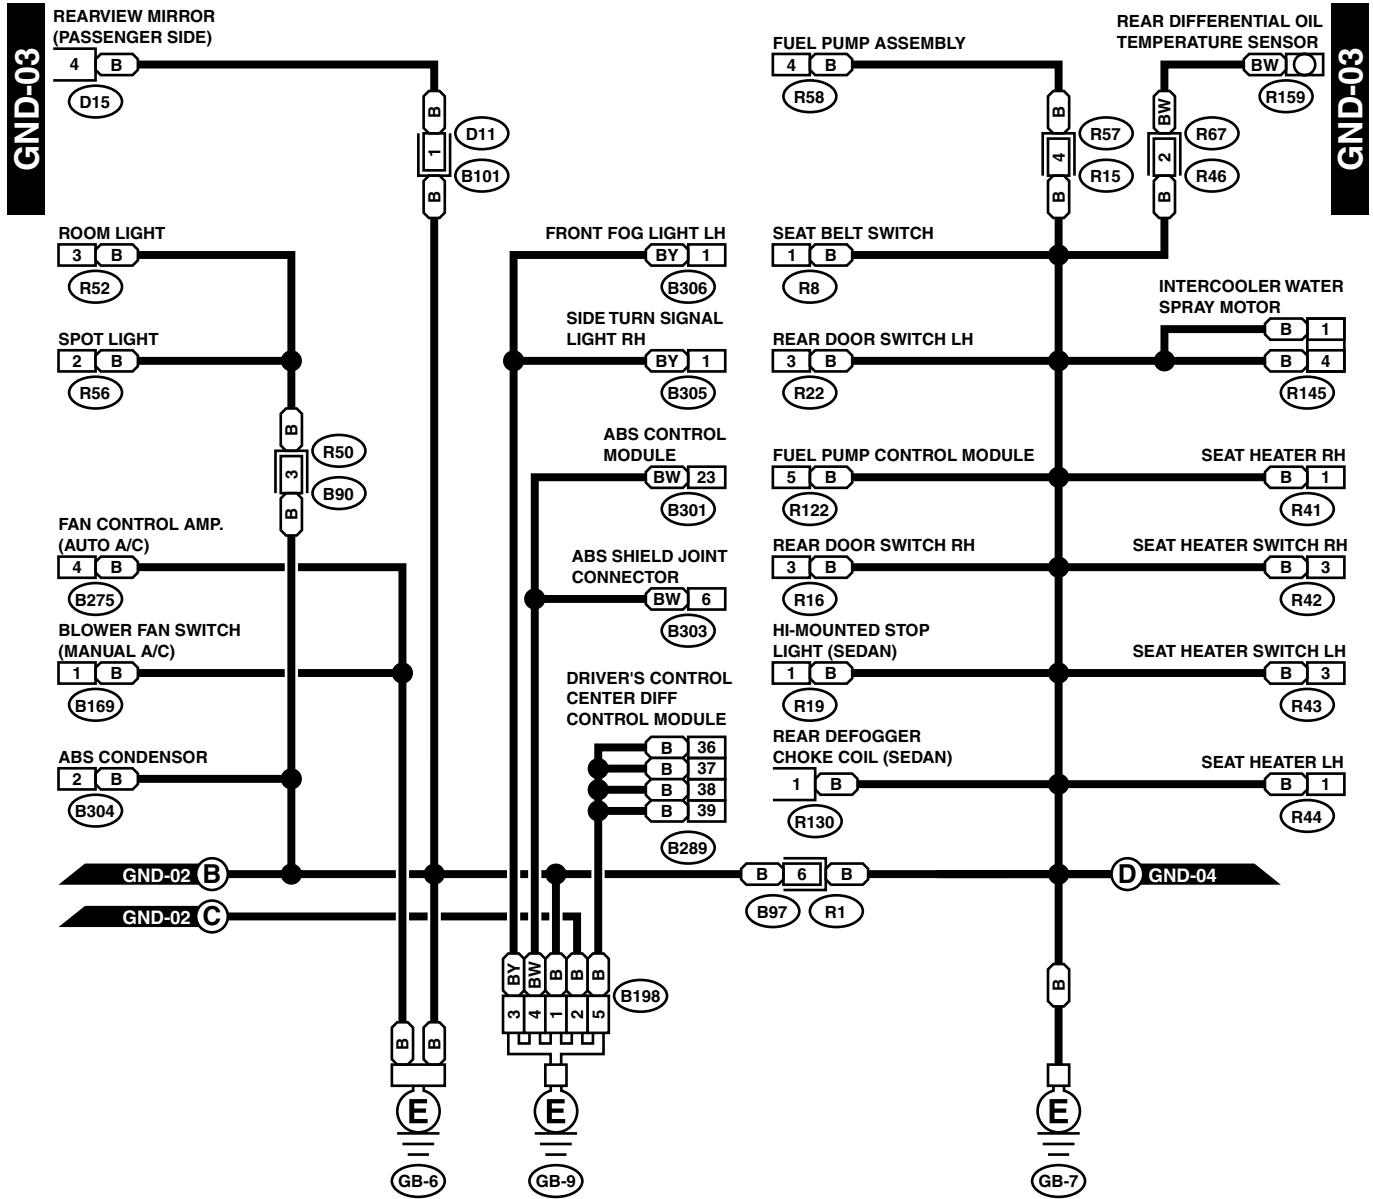 GND-03
REARVIEW MIRROR
(PASSENGER SIDE)
4 B
D15
B
1
D11
B101
B
ROOM LIGHT
3 B
R52
SPOT LIGHT
2 B
R56
B
3
R50
B90
B
FAN CONTROL AMP.
(AUTO A/C)
4 B
B275
BLOWER FAN SWITCH
(MANUAL A/C)
1 B
B169
ABS CONDENSOR
2 B
B304
GND-02 B
GND-02 C
B B
E
GB-6
FRONT FOG LIGHT LH
BY 1
B306
SIDE TURN SIGNAL
LIGHT RH
BY 1
B305
ABS CONTROL
MODULE
BW 23
B301
ABS SHIELD JOINT
CONNECTOR
BW 6
B303
DRIVER'S CONTROL
CENTER DIFF
CONTROL MODULE
B 36
B 37
B 38
B 39
B289
BY BW B B B
3 4 1 2 5
B198
E
GB-9
B 6 B
B97 R1
FUEL PUMP ASSEMBLY
4 B
R58
B
4
R57
R15
B
REAR DIFFERENTIAL OIL
TEMPERATURE SENSOR
BW
R159
BW
2
R67
R46
B
GND-03
SEAT BELT SWITCH
1 B
R8
REAR DOOR SWITCH LH
3 B
R22
INTERCOOLER WATER
SPRAY MOTOR
B 1
B 4
R145
FUEL PUMP CONTROL MODULE
5 B
R122
SEAT HEATER RH
B 1
R41
REAR DOOR SWITCH RH
3 B
R16
SEAT HEATER SWITCH RH
B 3
R42
HI-MOUNTED STOP
LIGHT (SEDAN)
1 B
R19
SEAT HEATER SWITCH LH
B 3
R43
REAR DEFOGGER
CHOKE COIL (SEDAN)
1 B
R130
SEAT HEATER LH
B 1
R44
D GND-04
B
E
GB-7